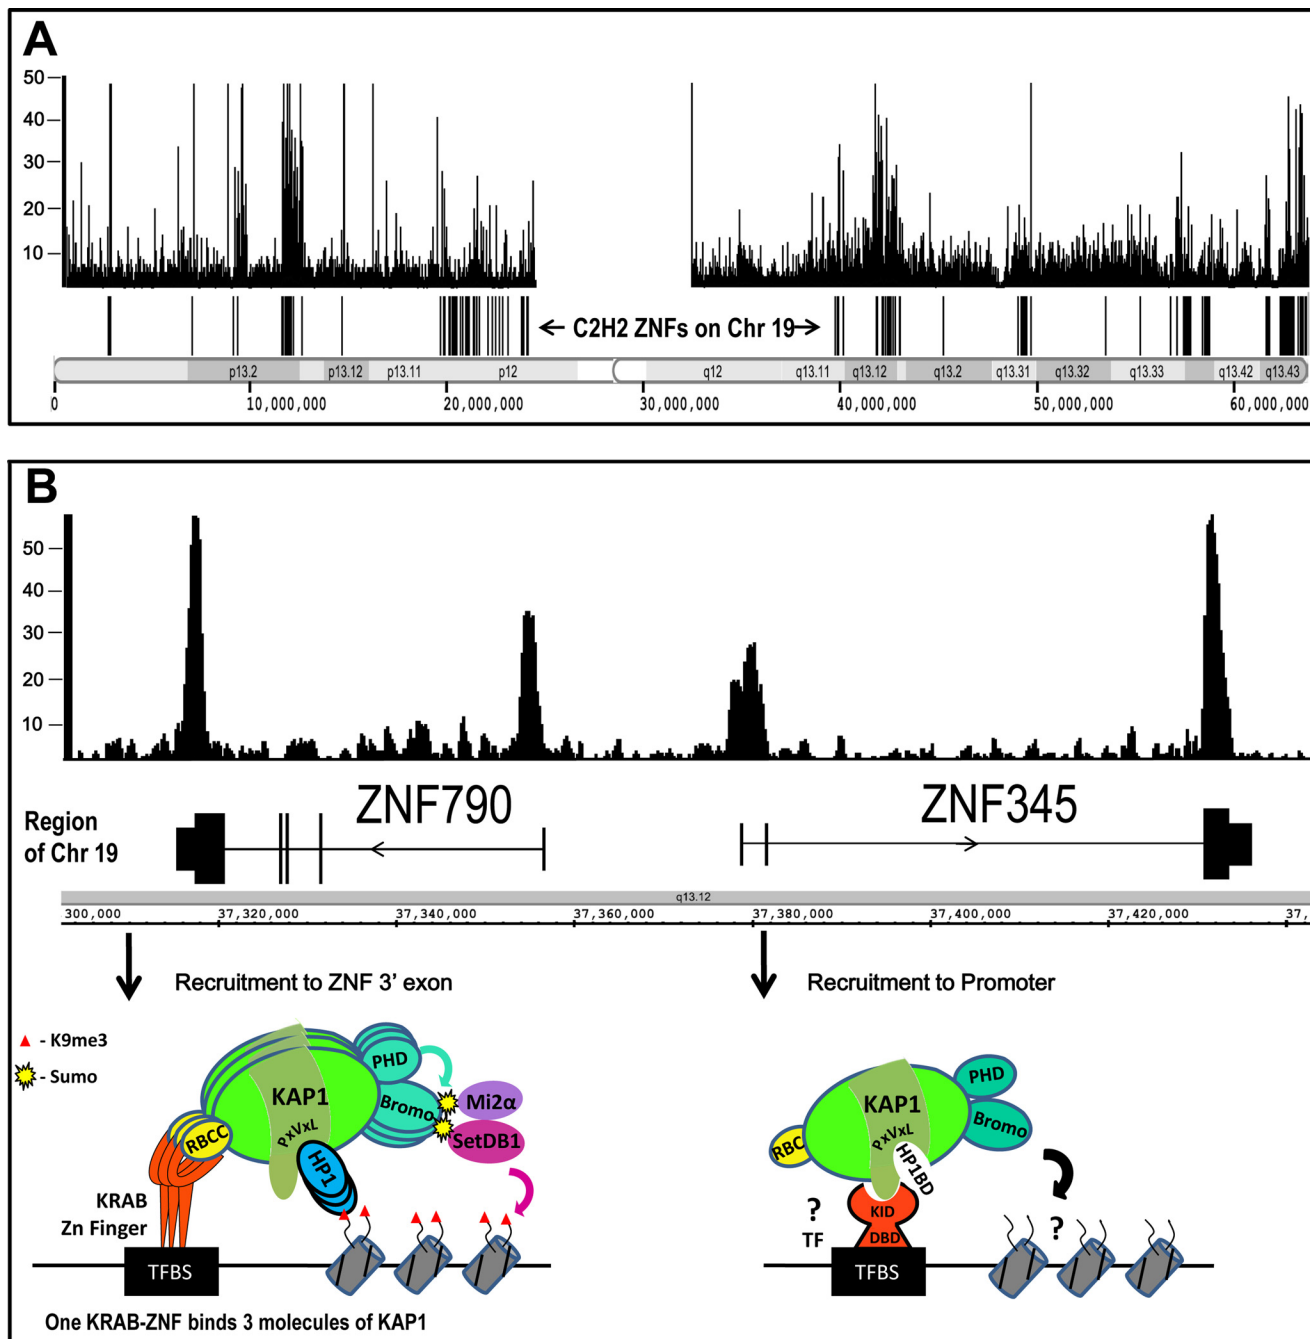 A
50
40
30
20
10
C2H2 ZNFs on Chr 19
p13.2
p13.12
p13.11
p12
q12
q13.11
q13.12
q13.2
q13.31
q13.32
q13.33
q13.42
q13.43
0
10,000,000
20,000,000
30,000,000
40,000,000
50,000,000
60,000,000
B
50
40
30
20
10
ZNF790
ZNF345
Region
of Chr 19
q13.12
300,000
37,320,000
37,340,000
37,360,000
37,380,000
37,400,000
37,420,000
37,
Recruitment to ZNF 3' exon
Recruitment to Promoter
- K9me3
- Sumo
PHD
KAP1
Bromo
Mi2α
SetDB1
RBCC
PxVxL
HP1
KRAB
Zn Finger
TFBS
One KRAB-ZNF binds 3 molecules of KAP1
PHD
KAP1
Bromo
RBC
PxVxL
HP1BD
?
TF
KID
DBD
?
TFBS